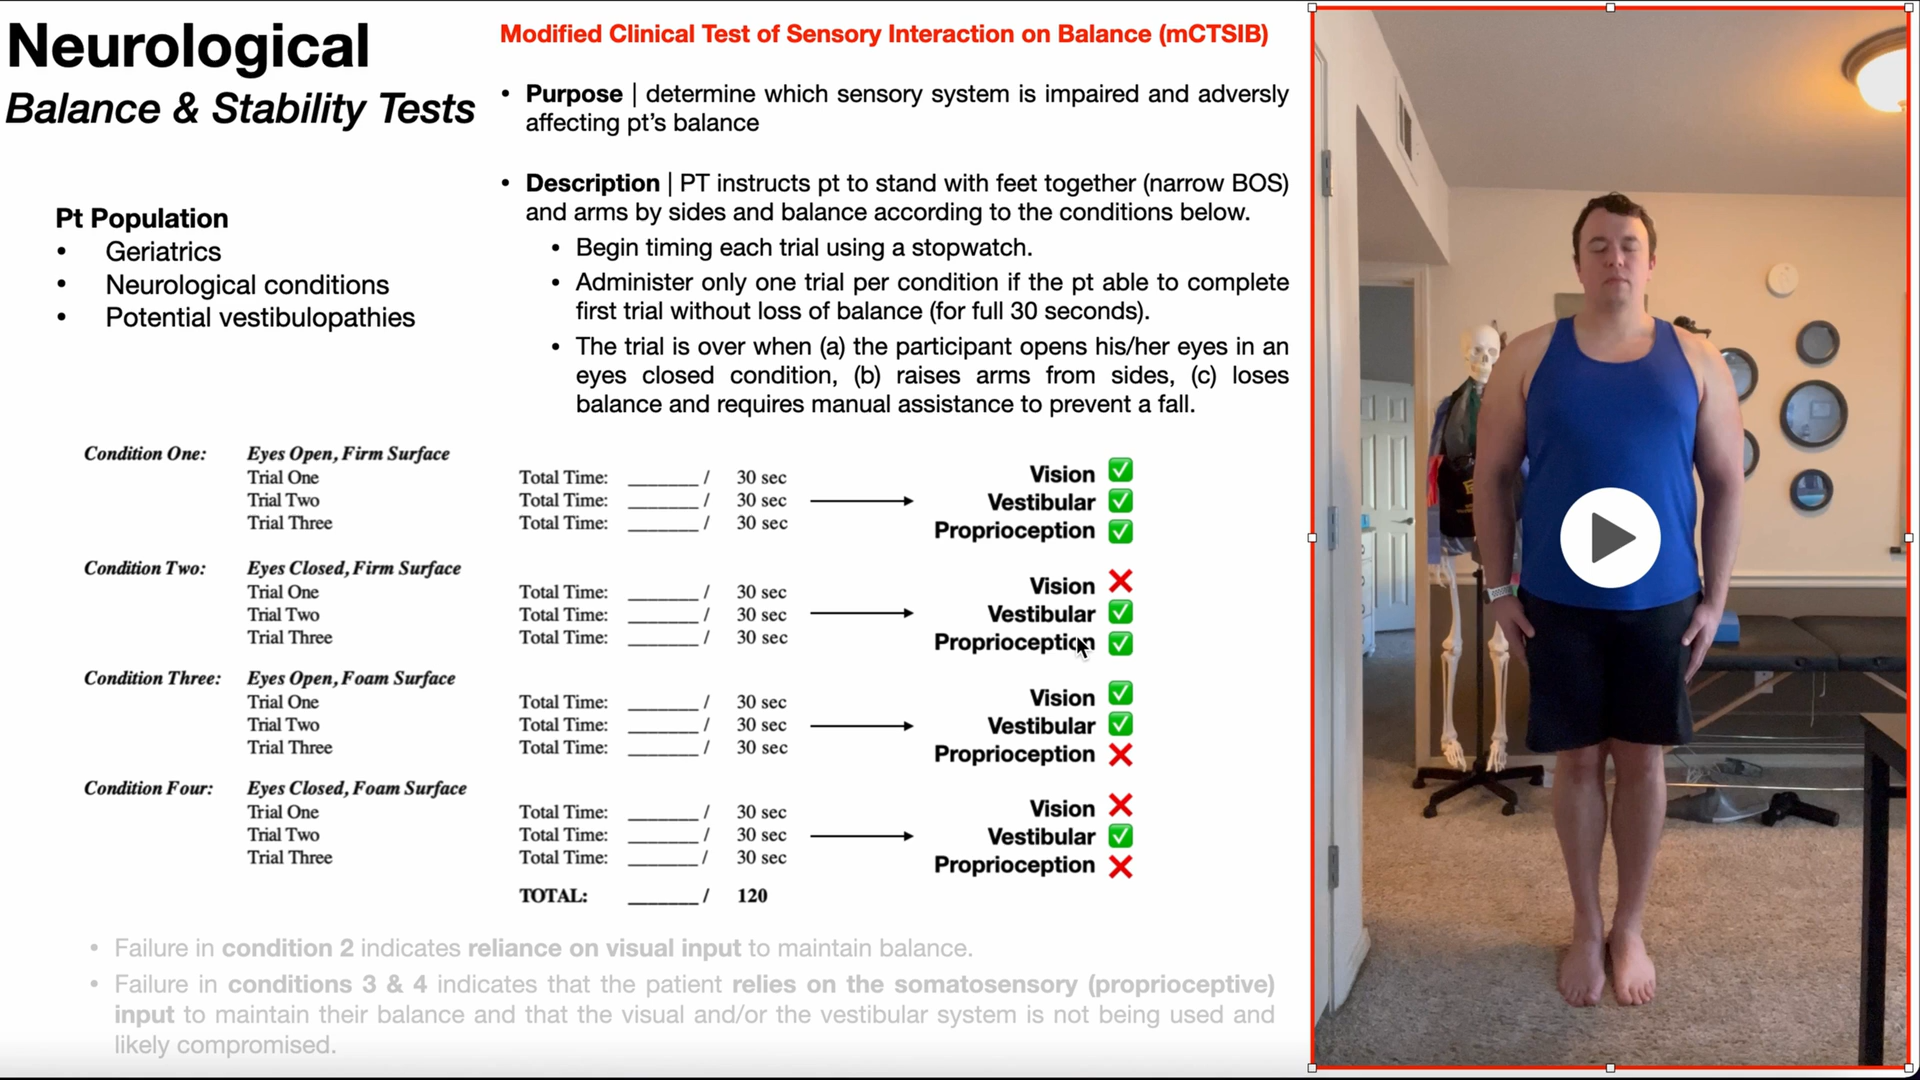 Neurological
Balance & Stability Tests
Pt Population
• Geriatrics
• Neurological conditions
• Potential vestibulopathies
Modified Clinical Test of Sensory Interaction on Balance (mCTSIB)
• Purpose | determine which sensory system is impaired and adversly
affecting pt's balance
• Description | PT instructs pt to stand with feet together (narrow BOS)
and arms by sides and balance according to the conditions below.
• Begin timing each trial using a stopwatch.
• Administer only one trial per condition if the pt able to complete
first trial without loss of balance (for full 30 seconds).
• The trial is over when (a) the participant opens his/her eyes in an
eyes closed condition, (b) raises arms from sides, (c) loses
balance and requires manual assistance to prevent a fall.
Condition One: Eyes Open, Firm Surface
Trial One Total Time: _______ / 30 sec
Trial Two Total Time: _______ / 30 sec
Trial Three Total Time: _______ / 30 sec
Vision ✅
Vestibular ✅
Proprioception ✅
Condition Two: Eyes Closed, Firm Surface
Trial One Total Time: _______ / 30 sec
Trial Two Total Time: _______ / 30 sec
Trial Three Total Time: _______ / 30 sec
Vision ❌
Vestibular ✅
Proprioception ✅
Condition Three: Eyes Open, Foam Surface
Trial One Total Time: _______ / 30 sec
Trial Two Total Time: _______ / 30 sec
Trial Three Total Time: _______ / 30 sec
Vision ✅
Vestibular ✅
Proprioception ❌
Condition Four: Eyes Closed, Foam Surface
Trial One Total Time: _______ / 30 sec
Trial Two Total Time: _______ / 30 sec
Trial Three Total Time: _______ / 30 sec
Vision ❌
Vestibular ✅
Proprioception ❌
TOTAL: _______ / 120
• Failure in condition 2 indicates reliance on visual input to maintain balance.
• Failure in conditions 3 & 4 indicates that the patient relies on the somatosensory (proprioceptive)
input to maintain their balance and that the visual and/or the vestibular system is not being used and
likely compromised.